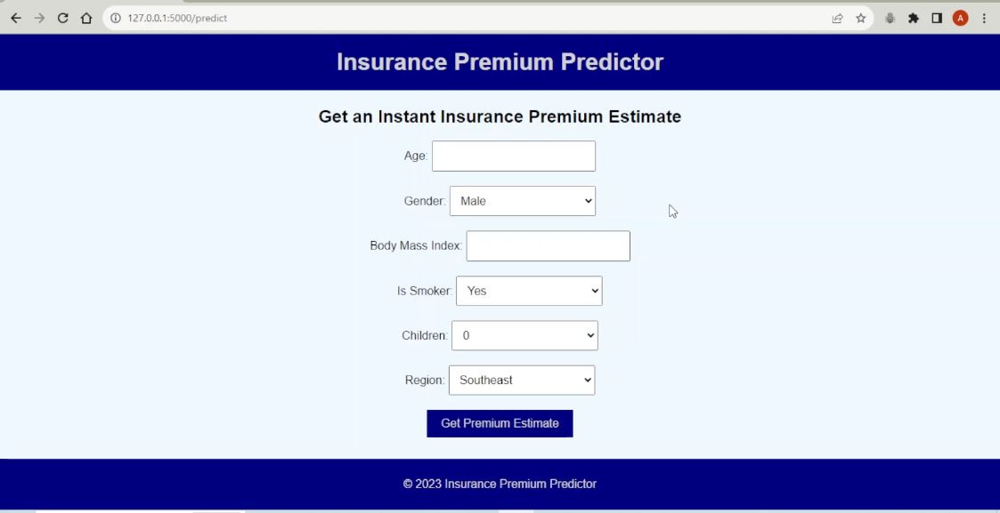 127.0.0.1:5000/predict
A
Insurance Premium Predictor
Get an Instant Insurance Premium Estimate
Age:
Gender: Male
Body Mass Index:
Is Smoker: Yes
Children: 0
Region: Southeast
Get Premium Estimate
© 2023 Insurance Premium Predictor